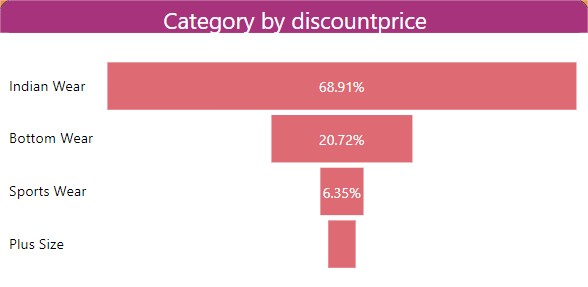 Category by discountprice
Indian Wear 68.91%
Bottom Wear 20.72%
Sports Wear 6.35%
Plus Size